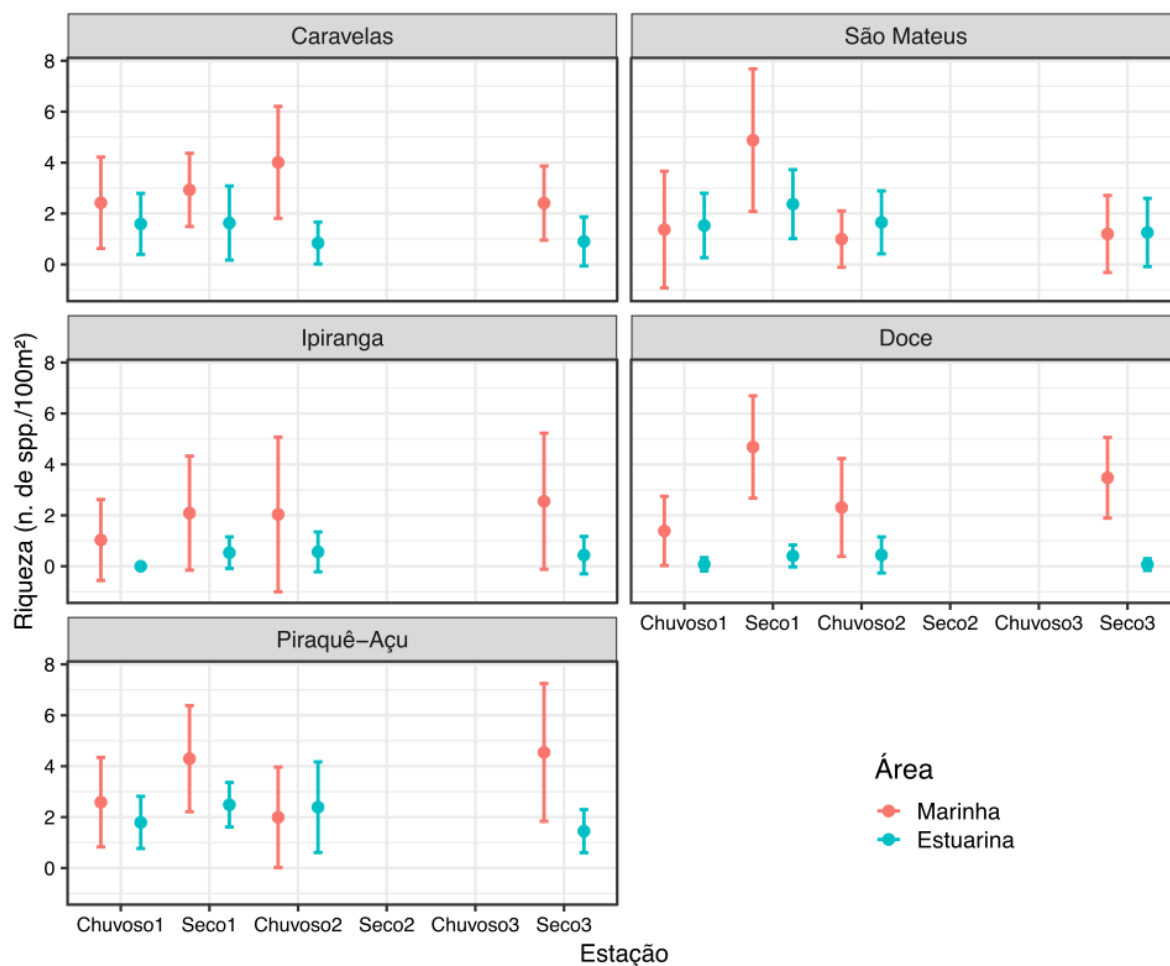 Caravelas
São Mateus
8
6
4
2
0
Ipiranga
Doce
8
6
4
2
0
Riqueza (n. de spp./100m²)
Chuvoso1 Seco1 Chuvoso2 Seco2 Chuvoso3 Seco3
Piraquê−Açu
8
6
4
2
0
Chuvoso1 Seco1 Chuvoso2 Seco2 Chuvoso3 Seco3
Estação
Área
Marinha
Estuarina